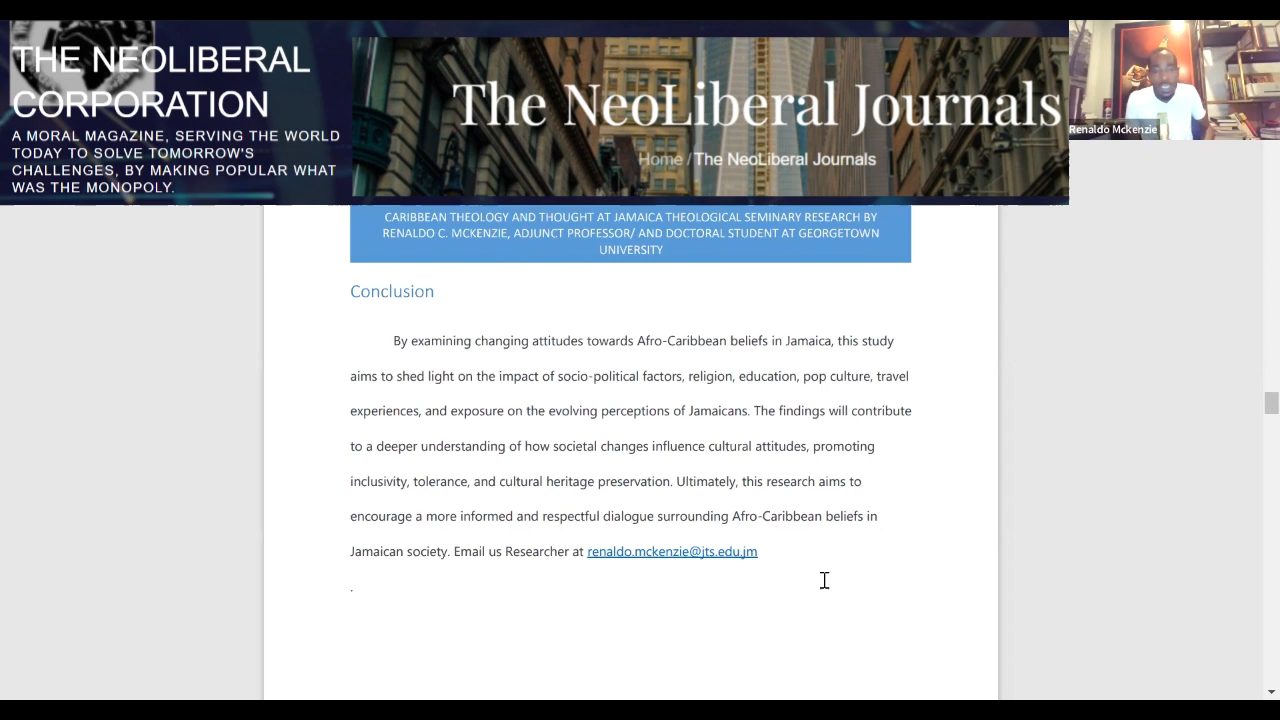 THE NEOLIBERAL
CORPORATION
A MORAL MAGAZINE, SERVING THE WORLD
TODAY TO SOLVE TOMORROW'S
CHALLENGES, BY MAKING POPULAR WHAT
WAS THE MONOPOLY.
The NeoLiberal Journals
Home / The NeoLiberal Journals
Renaldo Mckenzie
CARIBBEAN THEOLOGY AND THOUGHT AT JAMAICA THEOLOGICAL SEMINARY RESEARCH BY
RENALDO C. MCKENZIE, ADJUNCT PROFESSOR/ AND DOCTORAL STUDENT AT GEORGETOWN
UNIVERSITY
Conclusion
By examining changing attitudes towards Afro-Caribbean beliefs in Jamaica, this study
aims to shed light on the impact of socio-political factors, religion, education, pop culture, travel
experiences, and exposure on the evolving perceptions of Jamaicans. The findings will contribute
to a deeper understanding of how societal changes influence cultural attitudes, promoting
inclusivity, tolerance, and cultural heritage preservation. Ultimately, this research aims to
encourage a more informed and respectful dialogue surrounding Afro-Caribbean beliefs in
Jamaican society. Email us Researcher at renaldo.mckenzie@jts.edu.jm
.